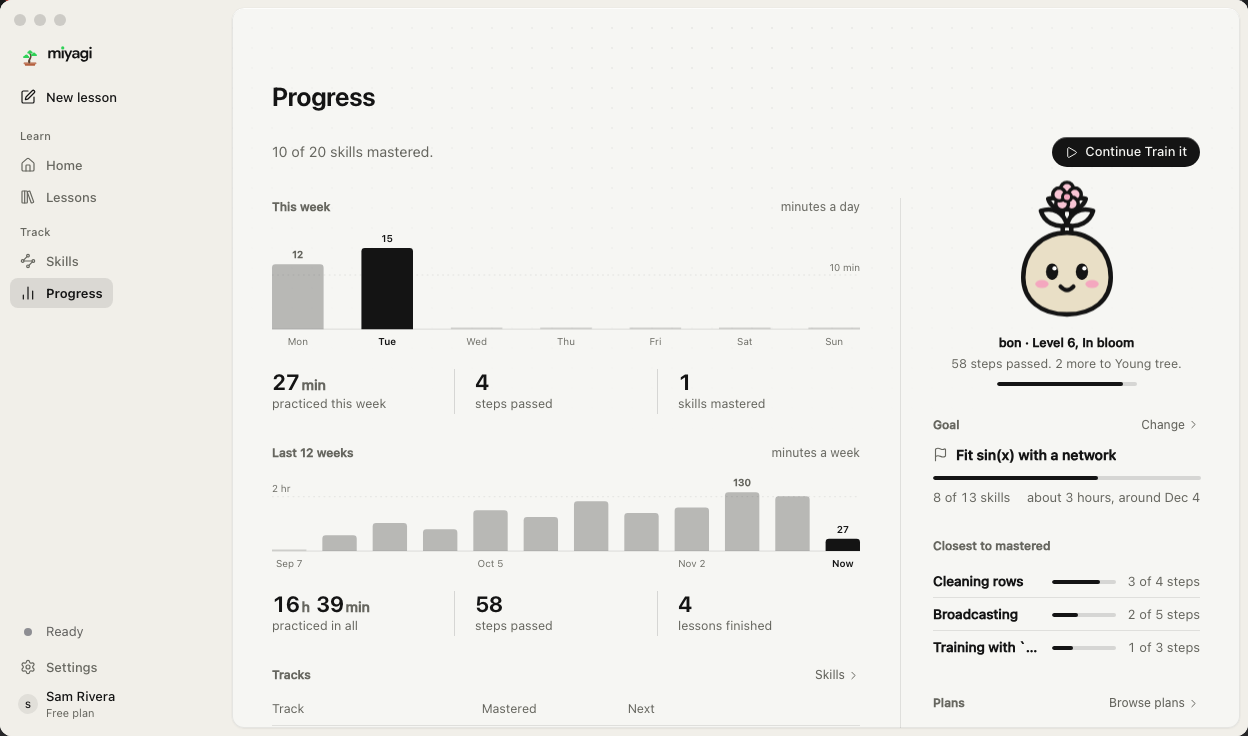 miyagi
New lesson
Learn
Home
Lessons
Track
Skills
Progress
Ready
Settings
S
Sam Rivera
Free plan
Progress
10 of 20 skills mastered.
Continue Train it
This week
minutes a day
12
15
10 min
Mon Tue Wed Thu Fri Sat Sun
27 min
practiced this week
4
steps passed
1
skills mastered
Last 12 weeks
minutes a week
2 hr
130
27
Sep 7 Oct 5 Nov 2 Now
16h 39min
practiced in all
58
steps passed
4
lessons finished
Tracks
Skills
Track Mastered Next
bon · Level 6, In bloom
58 steps passed. 2 more to Young tree.
Goal
Change
Fit sin(x) with a network
8 of 13 skills about 3 hours, around Dec 4
Closest to mastered
Cleaning rows 3 of 4 steps
Broadcasting 2 of 5 steps
Training with `... 1 of 3 steps
Plans
Browse plans